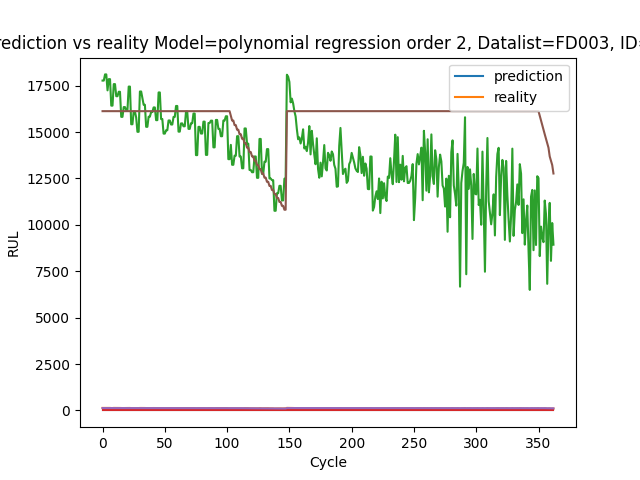 rediction vs reality Model=polynomial regression order 2, Datalist=FD003, ID=
prediction
reality
17500
15000
12500
10000
7500
5000
2500
0
RUL
0 50 100 150 200 250 300 350
Cycle